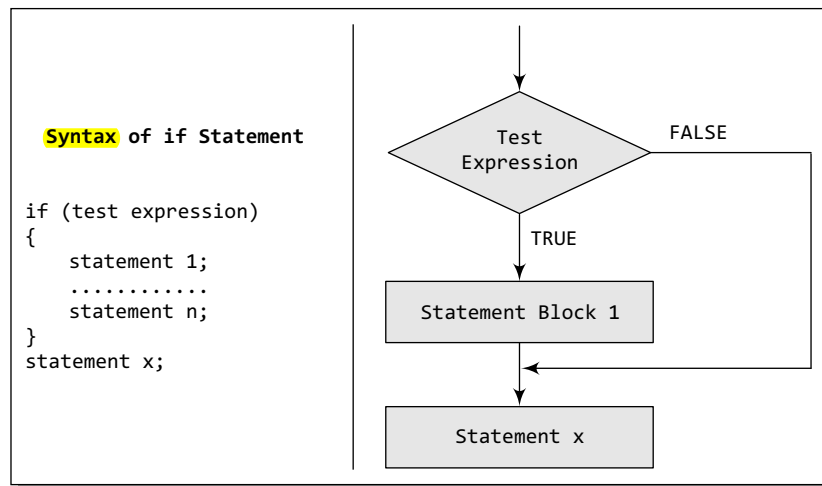 Syntax of if Statement
if (test expression)
{
statement 1;
............
statement n;
}
statement x;
Test
Expression
FALSE
TRUE
Statement Block 1
Statement x